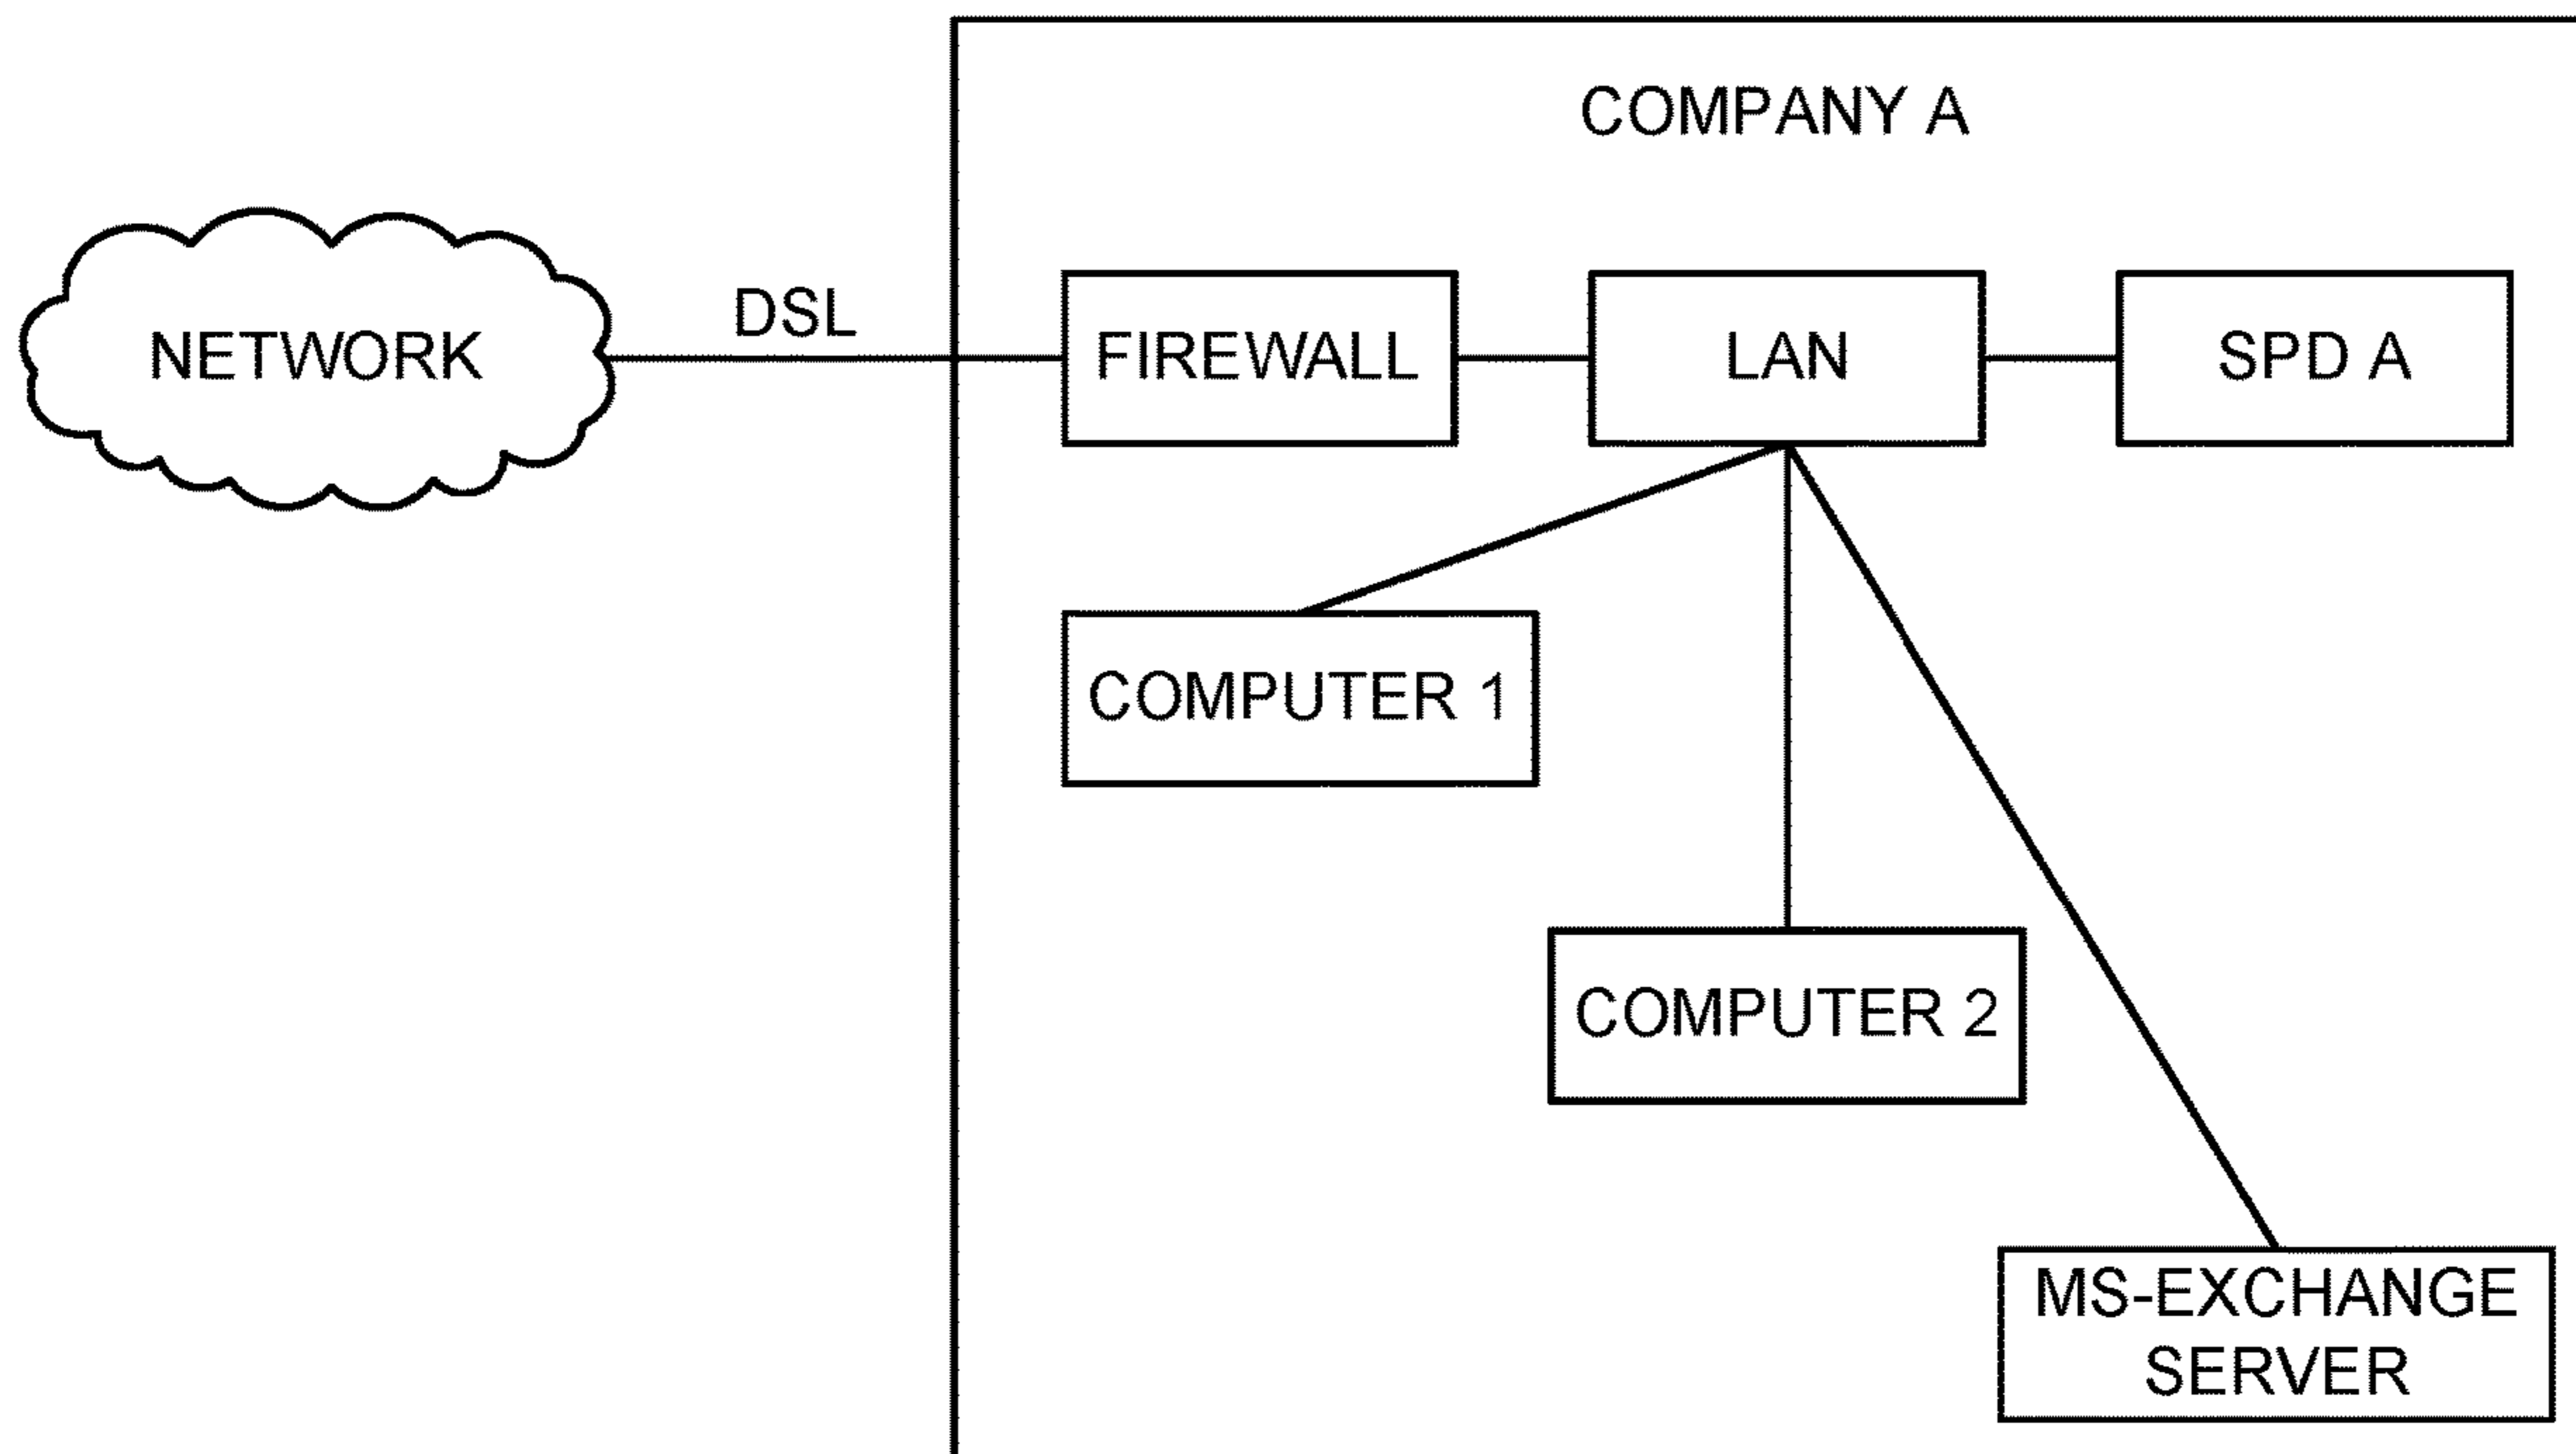 COMPANY A
NETWORK
DSL
FIREWALL
LAN
SPD A
COMPUTER 1
COMPUTER 2
MS-EXCHANGE
SERVER